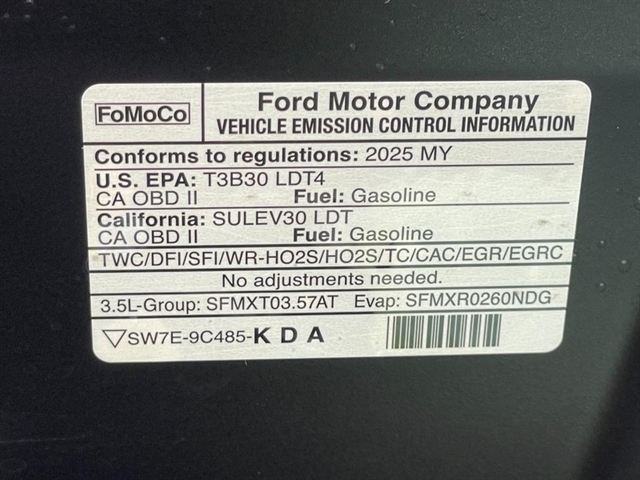 FoMoCo
Ford Motor Company
VEHICLE EMISSION CONTROL INFORMATION
Conforms to regulations: 2025 MY
U.S. EPA: T3B30 LDT4
CA OBD II Fuel: Gasoline
California: SULEV30 LDT
CA OBD II Fuel: Gasoline
TWC/DFI/SFI/WR-HO2S/HO2S/TC/CAC/EGR/EGRC
No adjustments needed.
3.5L-Group: SFMXT03.57AT Evap: SFMXR0260NDG
SW7E-9C485-KDA